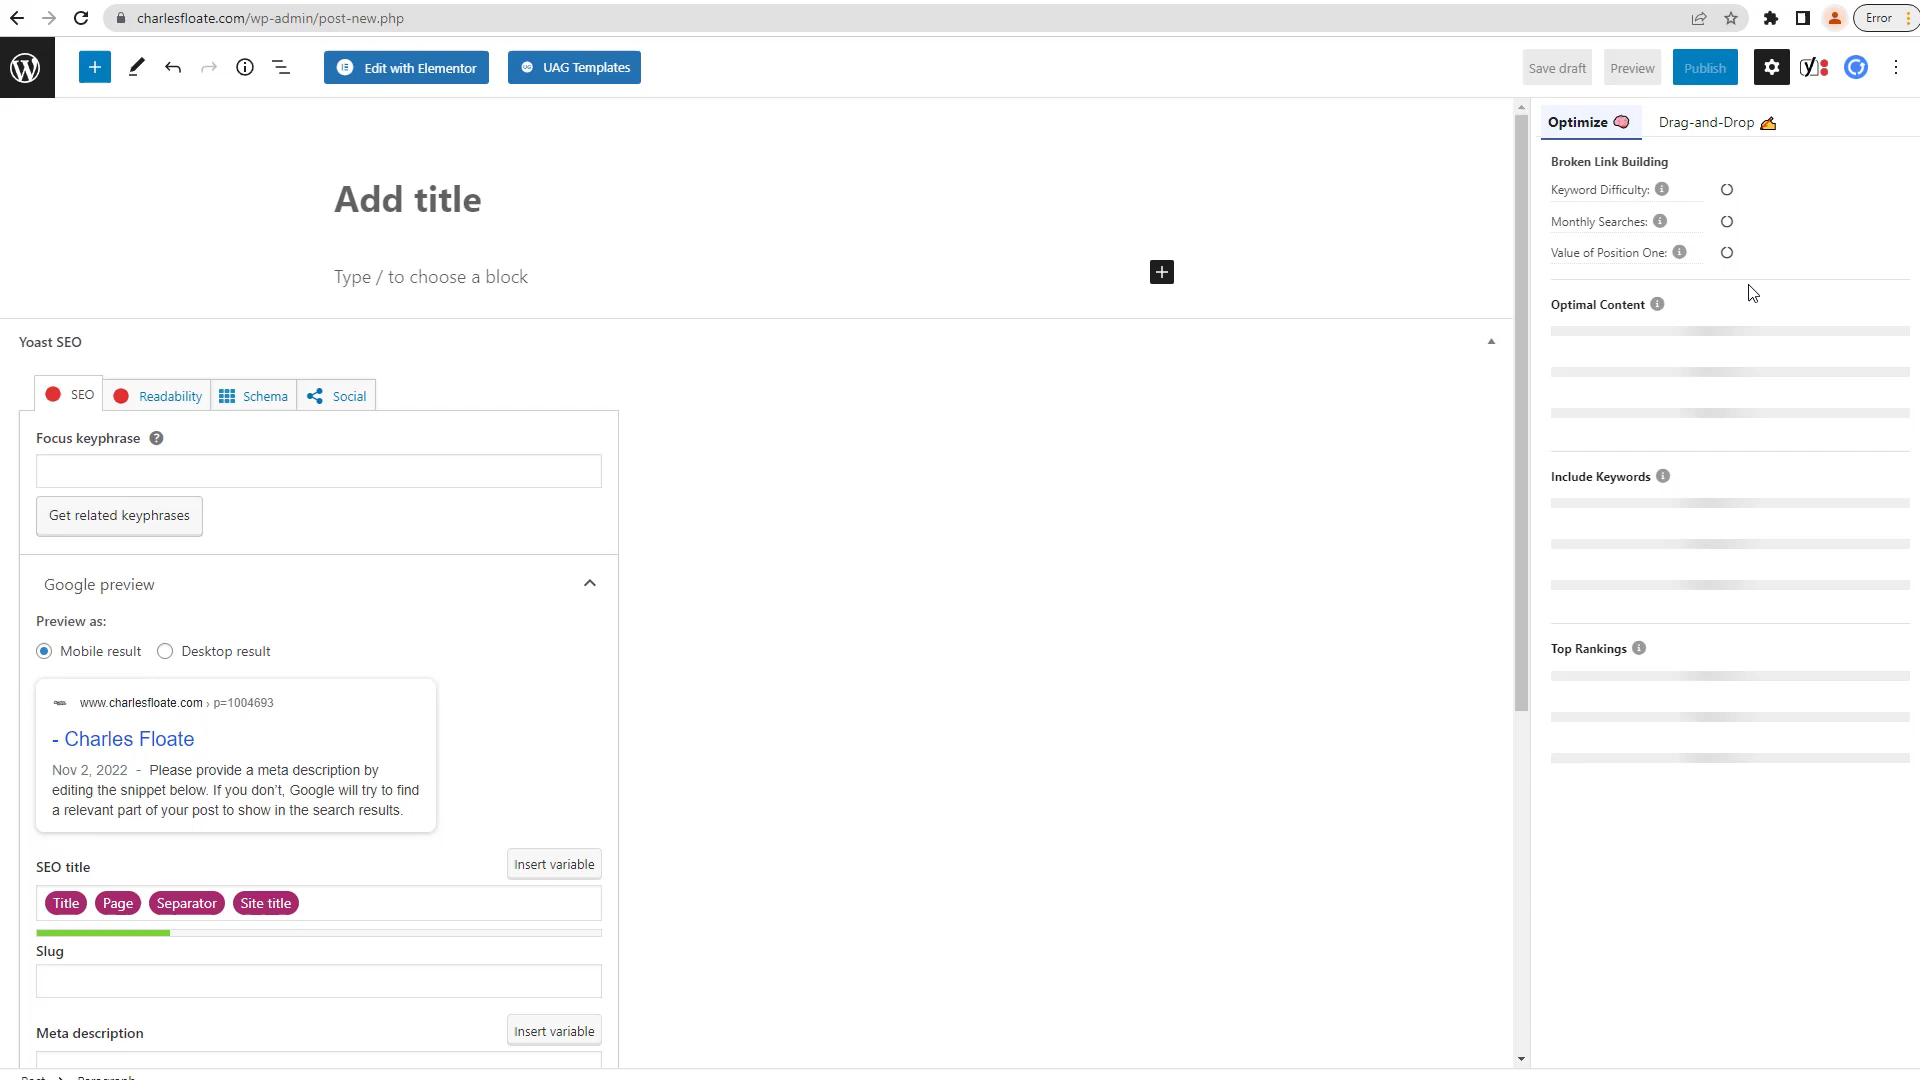 charlesfloate.com/wp-admin/post-new.php
Error
Edit with Elementor
UAG Templates
Save draft
Preview
Publish
Optimize
Drag-and-Drop
Add title
Type / to choose a block
Broken Link Building
Keyword Difficulty:
Monthly Searches:
Value of Position One:
Optimal Content
Include Keywords
Top Rankings
Yoast SEO
SEO
Readability
Schema
Social
Focus keyphrase
Get related keyphrases
Google preview
Preview as:
Mobile result
Desktop result
www.charlesfloate.com › p=1004693
- Charles Floate
Nov 2, 2022 - Please provide a meta description by
editing the snippet below. If you don’t, Google will try to find
a relevant part of your post to show in the search results.
SEO title
Insert variable
Title
Page
Separator
Site title
Slug
Meta description
Insert variable